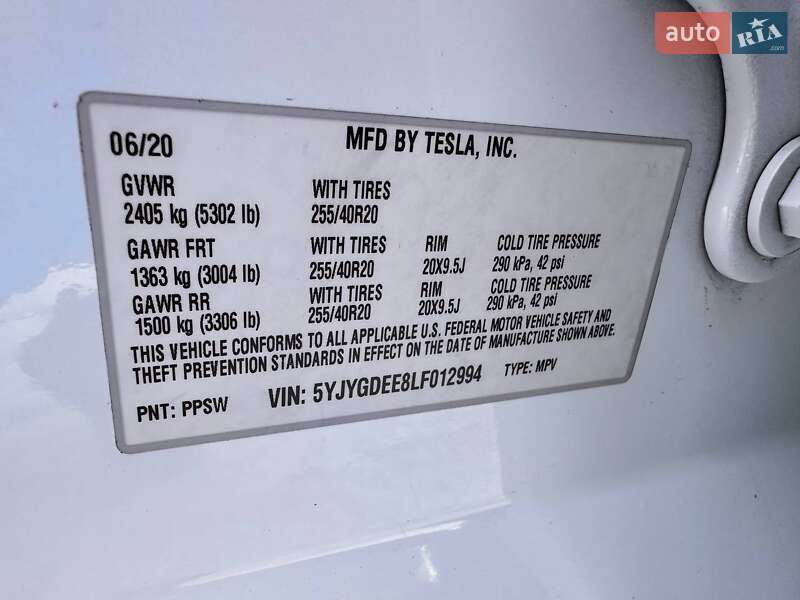 auto RIA.com
06/20 MFD BY TESLA, INC.
GVWR WITH TIRES
2405 kg (5302 lb) 255/40R20
GAWR FRT WITH TIRES RIM COLD TIRE PRESSURE
1363 kg (3004 lb) 255/40R20 20X9.5J 290 kPa, 42 psi
GAWR RR WITH TIRES RIM COLD TIRE PRESSURE
1500 kg (3306 lb) 255/40R20 20X9.5J 290 kPa, 42 psi
THIS VEHICLE CONFORMS TO ALL APPLICABLE U.S. FEDERAL MOTOR VEHICLE SAFETY AND
THEFT PREVENTION STANDARDS IN EFFECT ON THE DATE OF MANUFACTURE SHOWN ABOVE.
PNT: PPSW VIN: 5YJYGDEE8LF012994 TYPE: MPV